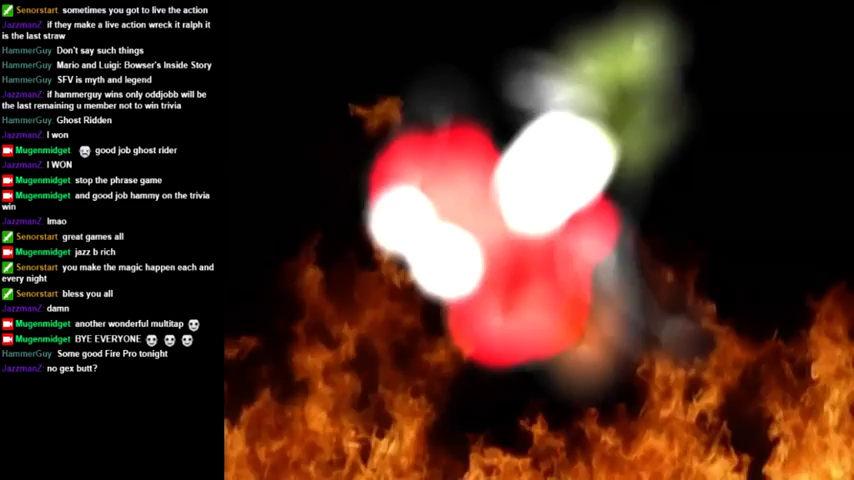 Senorstart sometimes you got to live the action
JazzmanZ: if they make a live action wreck it ralph it
is the last straw
HammerGuy: Don't say such things
HammerGuy: Mario and Luigi: Bowser's Inside Story
HammerGuy: SFV is myth and legend
JazzmanZ: if hammerguy wins only oddjobb will be
the last remaining u member not to win trivia
HammerGuy: Ghost Ridden
JazzmanZ: I won
Mugenmidget good job ghost rider
JazzmanZ: I WON
Mugenmidget stop the phrase game
Mugenmidget and good job hammy on the trivia
win
JazzmanZ: lmao
Senorstart great games all
Mugenmidget jazz b rich
Senorstart you make the magic happen each and
every night
Senorstart bless you all
JazzmanZ: damn
Mugenmidget another wonderful multitap
Mugenmidget BYE EVERYONE
HammerGuy: Some good Fire Pro tonight
JazzmanZ: no gex butt?